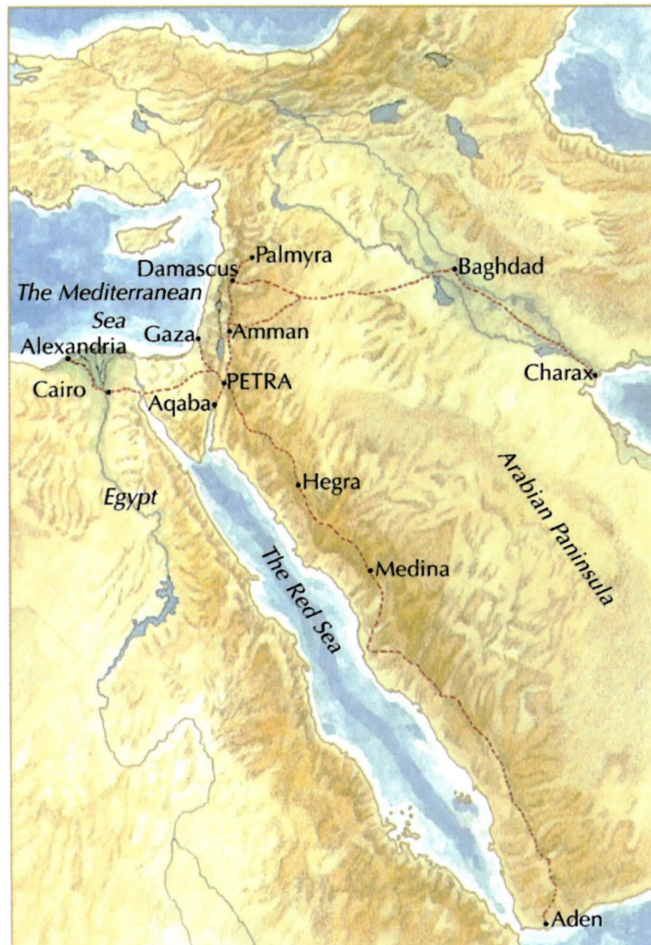 Palmyra
Damascus
Baghdad
The Mediterranean
Sea
Gaza
Amman
Alexandria
Charax
Cairo
PETRA
Aqaba
Hegra
Egypt
Arabian Paninsula
The Red Sea
Medina
Aden